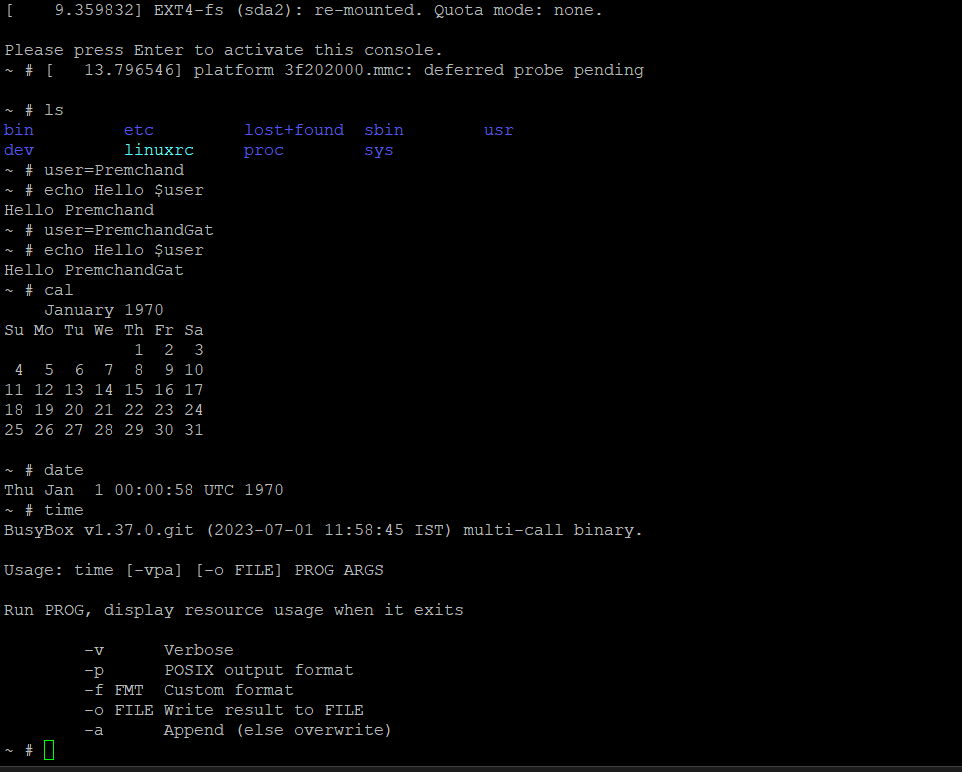 [    9.359832] EXT4-fs (sda2): re-mounted. Quota mode: none.
Please press Enter to activate this console.
~ # [   13.796546] platform 3f202000.mmc: deferred probe pending
~ # ls
bin         etc         lost+found  sbin        usr
dev         linuxrc     proc        sys
~ # user=Premchand
~ # echo Hello $user
Hello Premchand
~ # user=PremchandGat
~ # echo Hello $user
Hello PremchandGat
~ # cal
    January 1970
Su Mo Tu We Th Fr Sa
             1  2  3
 4  5  6  7  8  9 10
11 12 13 14 15 16 17
18 19 20 21 22 23 24
25 26 27 28 29 30 31
~ # date
Thu Jan  1 00:00:58 UTC 1970
~ # time
BusyBox v1.37.0.git (2023-07-01 11:58:45 IST) multi-call binary.
Usage: time [-vpa] [-o FILE] PROG ARGS
Run PROG, display resource usage when it exits
        -v      Verbose
        -p      POSIX output format
        -f FMT  Custom format
        -o FILE Write result to FILE
        -a      Append (else overwrite)
~ #